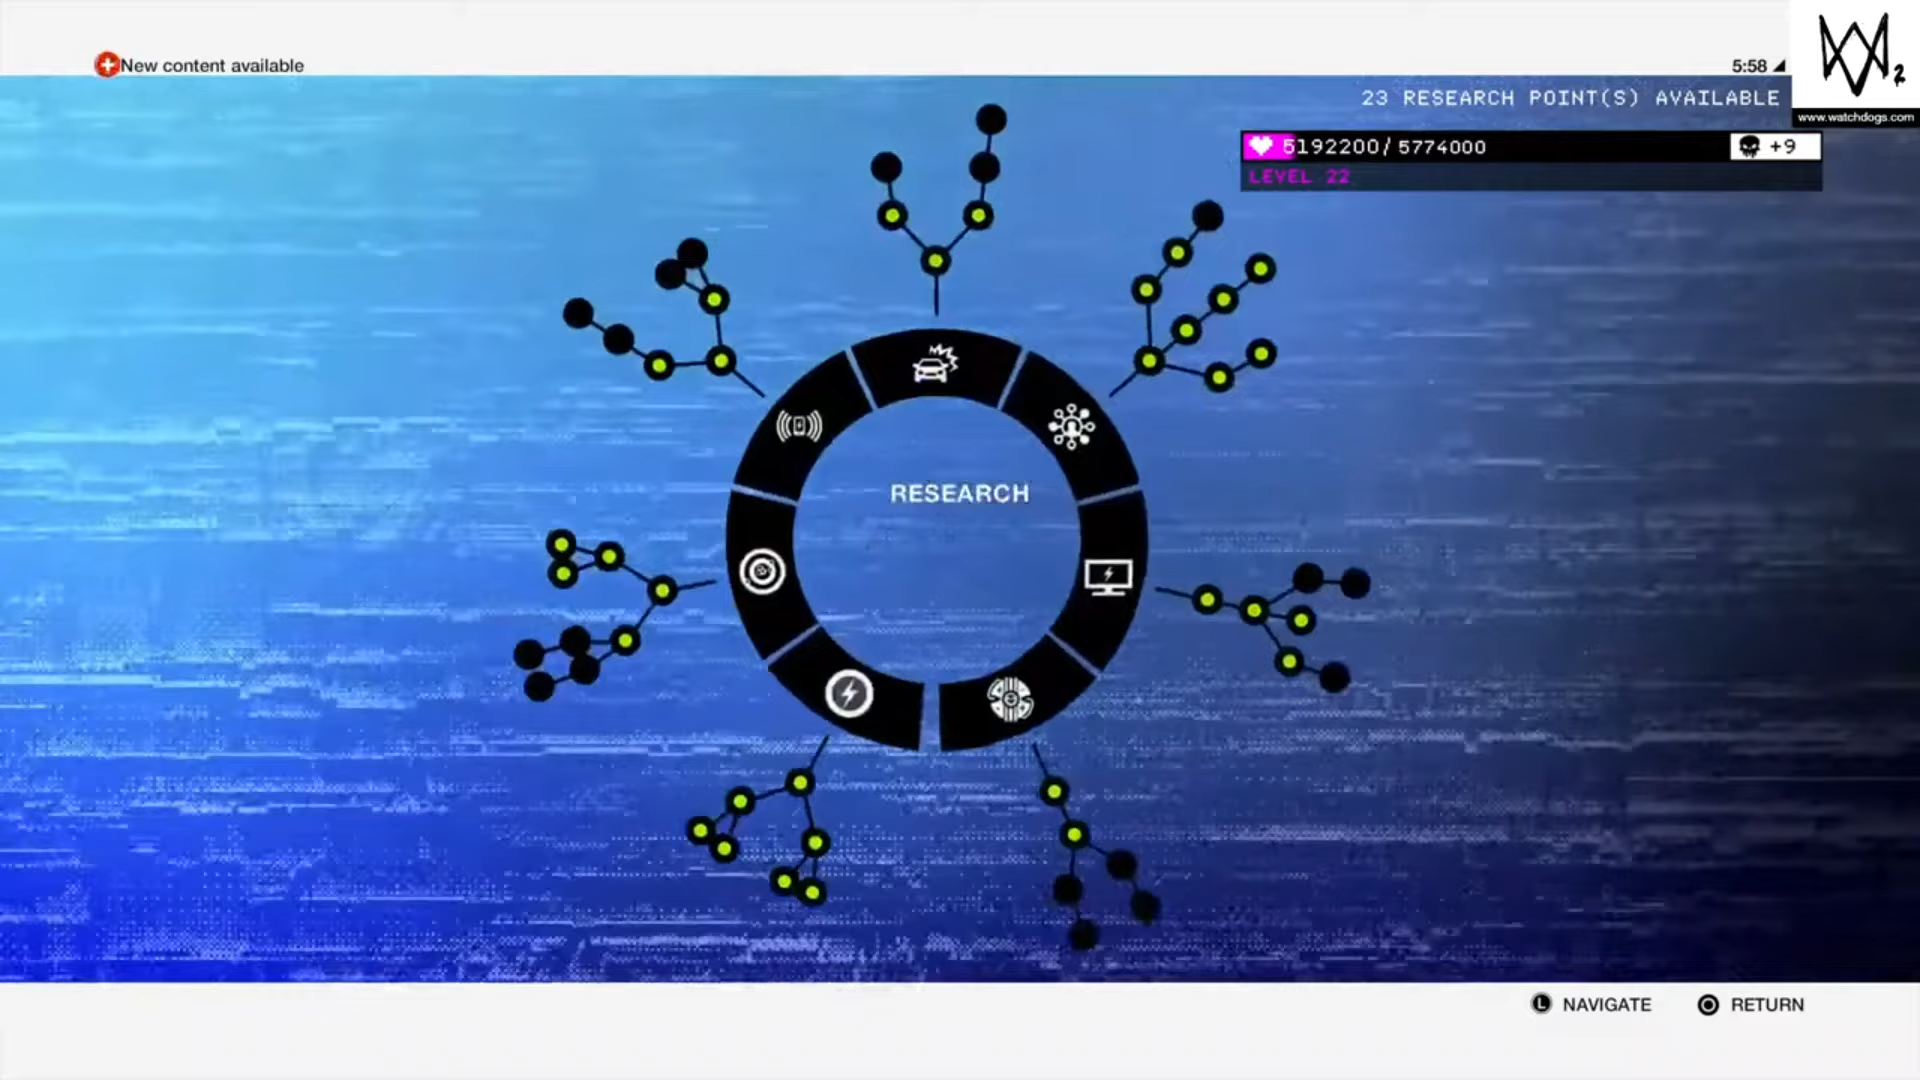 New content available
5:58
2
www.watchdogs.com
23 RESEARCH POINT(S) AVAILABLE
5192200/5774000
+9
LEVEL 22
RESEARCH
L NAVIGATE
RETURN